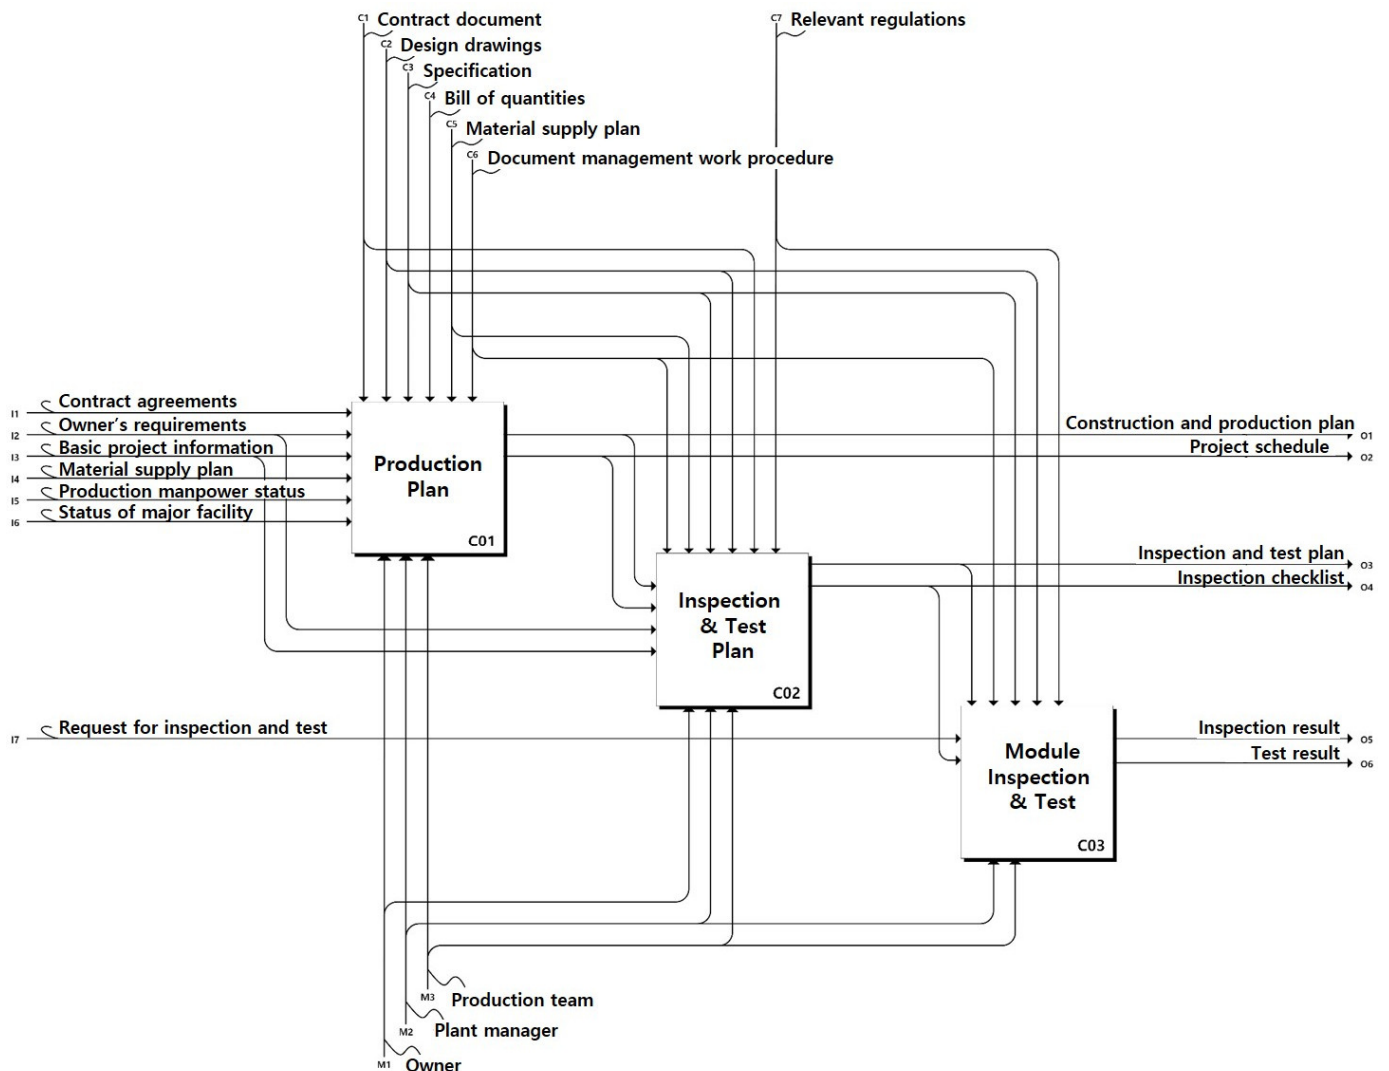 C1 Contract document
C7 Relevant regulations
C2 Design drawings
C3 Specification
C4 Bill of quantities
C5 Material supply plan
C6 Document management work procedure
I1 Contract agreements
I2 Owner's requirements
I3 Basic project information
I4 Material supply plan
I5 Production manpower status
I6 Status of major facility
Production
Plan
C01
Construction and production plan O1
Project schedule O2
Inspection and test plan O3
Inspection checklist O4
Inspection
& Test
Plan
C02
I7 Request for inspection and test
Inspection result O5
Test result O6
Module
Inspection
& Test
C03
M3 Production team
M2 Plant manager
M1 Owner